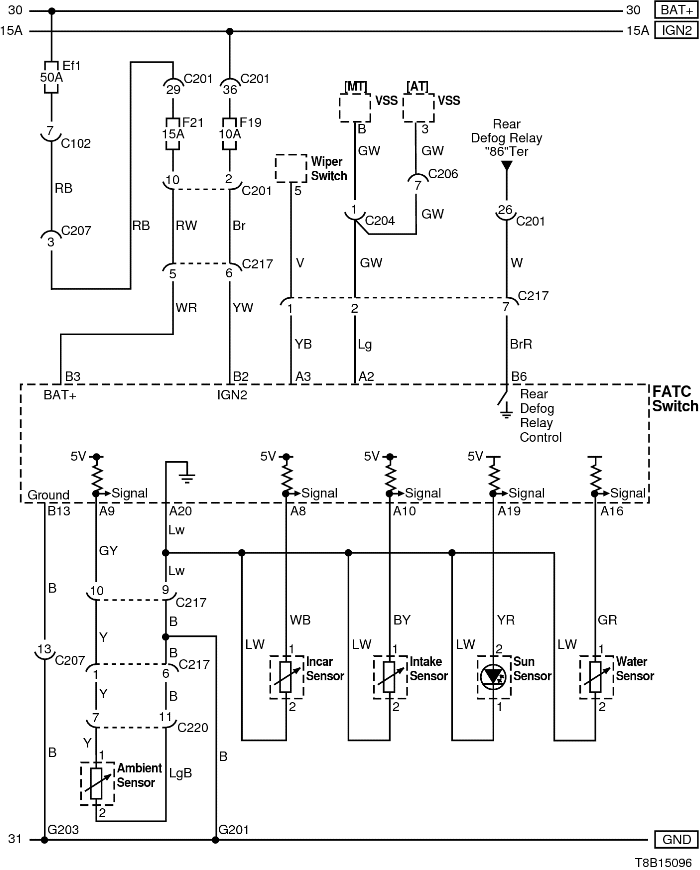 30 30 BAT+
15A 15A IGN2
Ef1
50A
C201 C201
29 36
[MT] [AT]
VSS VSS
F21 F19
15A 10A
7
C102
B 3
Rear
Defog Relay
"86"Ter
GW GW
Wiper
Switch
5
C206
7
10 2
C201
RB
1 C204
GW
26 C201
RB RW Br
C207
3
V GW W
C217
5 6
C217
1 2 7
WR YW
YB Lg BrR
B3 B2 A3 A2 B6
BAT+ IGN2
Rear
Defog
Relay
Control
FATC
Switch
5V 5V 5V 5V
Ground Signal Signal Signal Signal Signal
B13 A9 A20 A8 A10 A19 A16
Lw
GY
Lw
B
10 9
C217
B
WB BY YR GR
Y
LW LW LW LW
13
C207
B
1 1 2 1
C217
1 6
Incar
Sensor
Intake
Sensor
Sun
Sensor
Water
Sensor
Y B
2 2 1 2
7 11
C220
Y
B B
1
Ambient
Sensor
LgB
2
G203 G201
31 GND
T8B15096